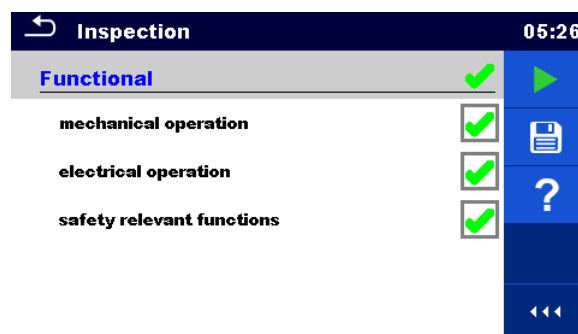 Inspection 05:26
Functional
mechanical operation
electrical operation
safety relevant functions
?